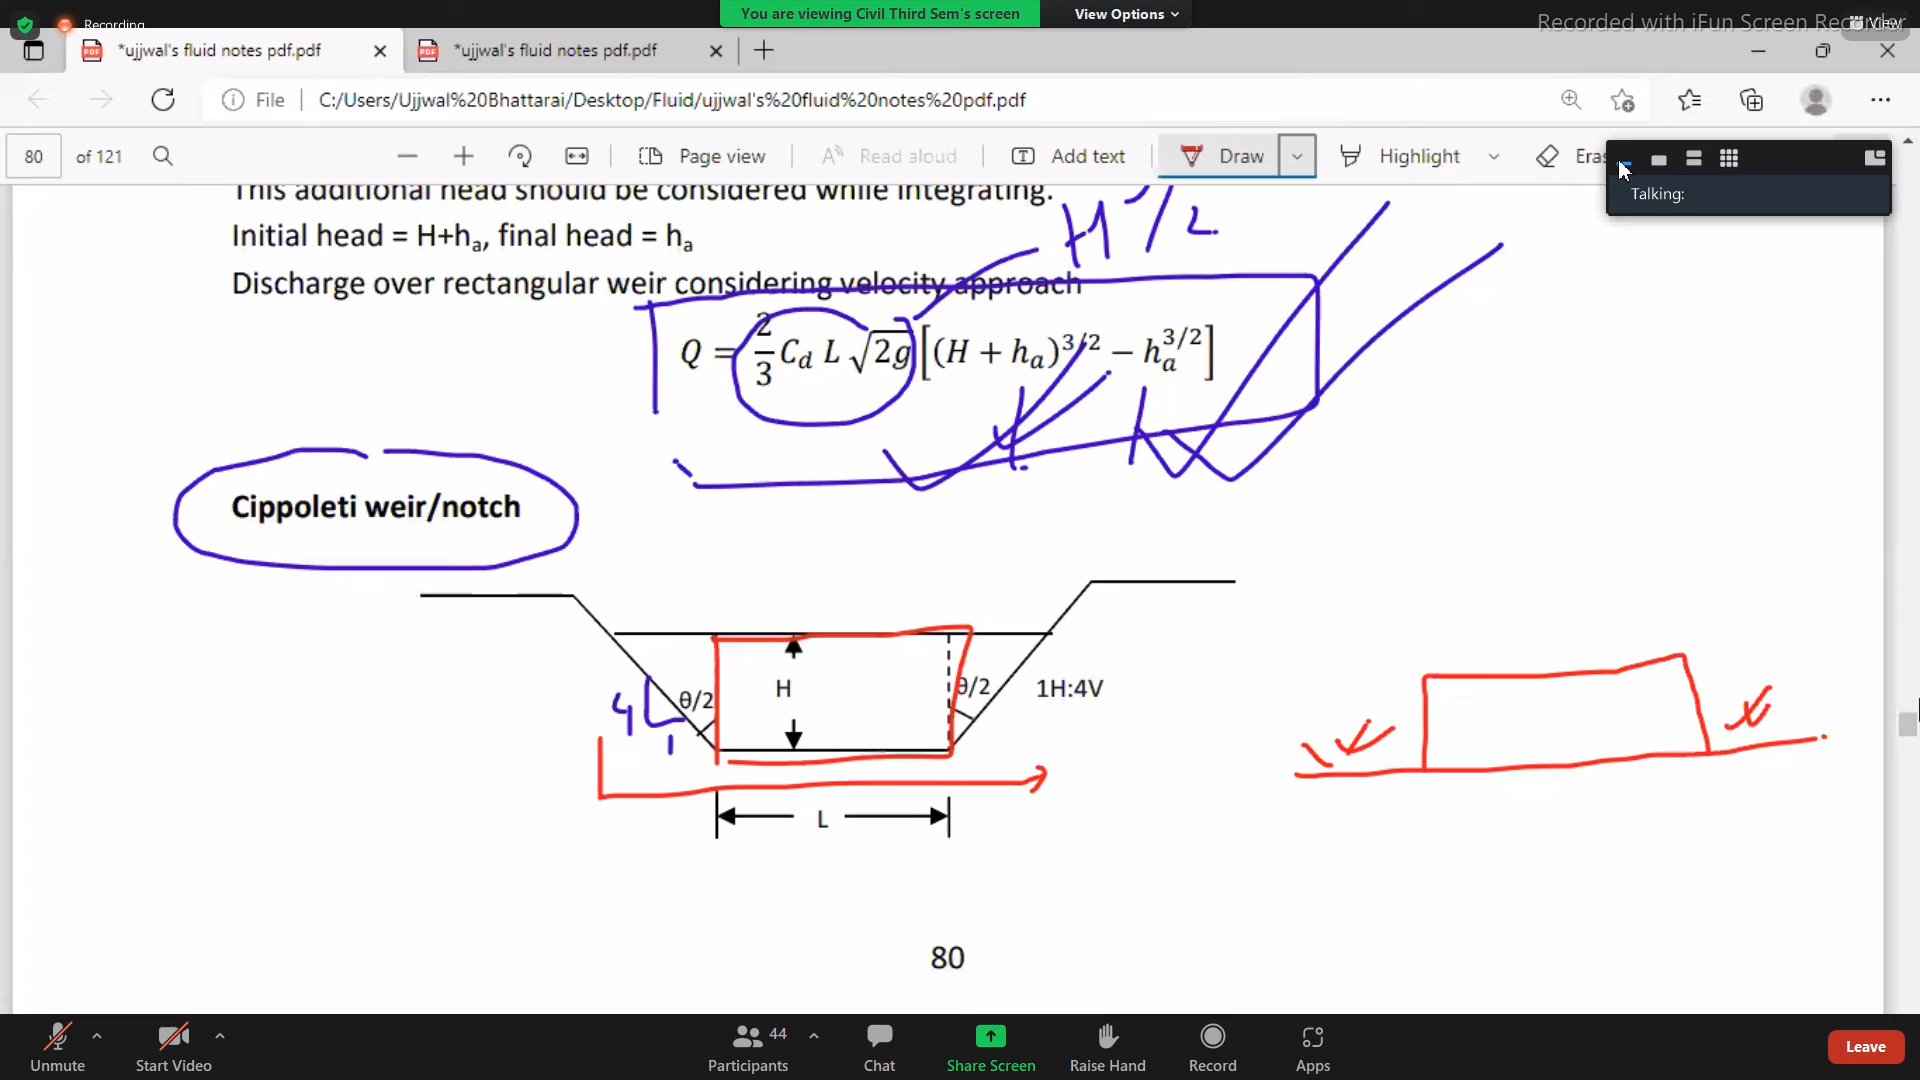 Recording
You are viewing Civil Third Sem's screen
View Options
Recorded with iFun Screen Recorder
View
*ujjwal's fluid notes pdf.pdf
*ujjwal's fluid notes pdf.pdf
File
C:/Users/Ujjwal%20Bhattarai/Desktop/Fluid/ujjwal's%20fluid%20notes%20pdf.pdf
80 of 121
Page view
Read aloud
Add text
Draw
Highlight
Eras
Talking:
This additional head should be considered while integrating.
Initial head = H+hₐ, final head = hₐ
Discharge over rectangular weir considering velocity approach
Q = 2/3 C_d L √2g [(H + hₐ)^3/2 − hₐ^3/2]
Cippoleti weir/notch
θ/2
H
θ/2
1H:4V
4
1
L
80
Unmute
Start Video
Participants
44
Chat
Share Screen
Raise Hand
Record
Apps
Leave